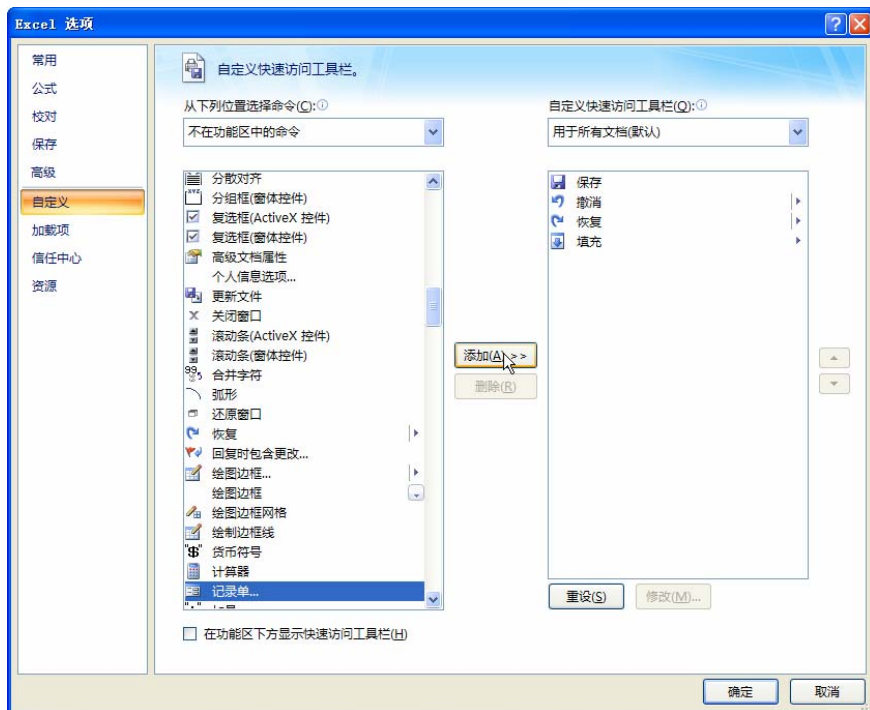 Excel 选项
常用
公式
校对
保存
高级
自定义
加载项
信任中心
资源
自定义快速访问工具栏。
从下列位置选择命令(C):
不在功能区中的命令
分散对齐
分组框(窗体控件)
复选框(ActiveX 控件)
复选框(窗体控件)
高级文档属性
个人信息选项...
更新文件
关闭窗口
滚动条(ActiveX 控件)
滚动条(窗体控件)
合并字符
弧形
还原窗口
恢复
回复时包含更改...
绘图边框...
绘图边框
绘图边框网格
绘制边框线
货币符号
计算器
记录单...
添加(A) >>
删除(R)
自定义快速访问工具栏(Q):
用于所有文档(默认)
保存
撤消
恢复
填充
重设(S)
修改(M)...
在功能区下方显示快速访问工具栏(H)
确定
取消